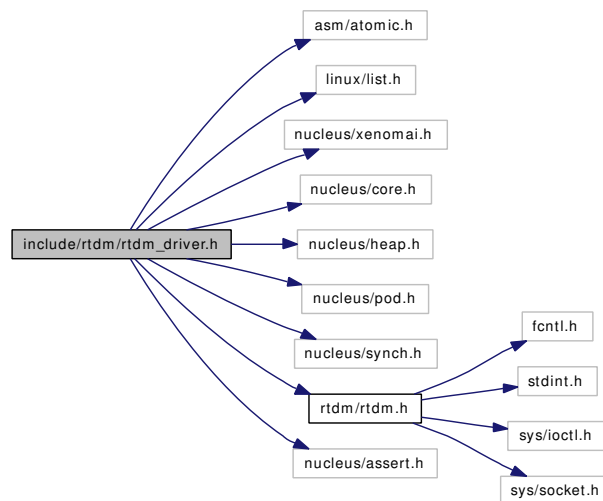 asm/atomic.h
linux/list.h
nucleus/xenomai.h
nucleus/core.h
include/rtdm/rtdm_driver.h
nucleus/heap.h
nucleus/pod.h
fcntl.h
nucleus/synch.h
stdint.h
rtdm/rtdm.h
sys/ioctl.h
nucleus/assert.h
sys/socket.h